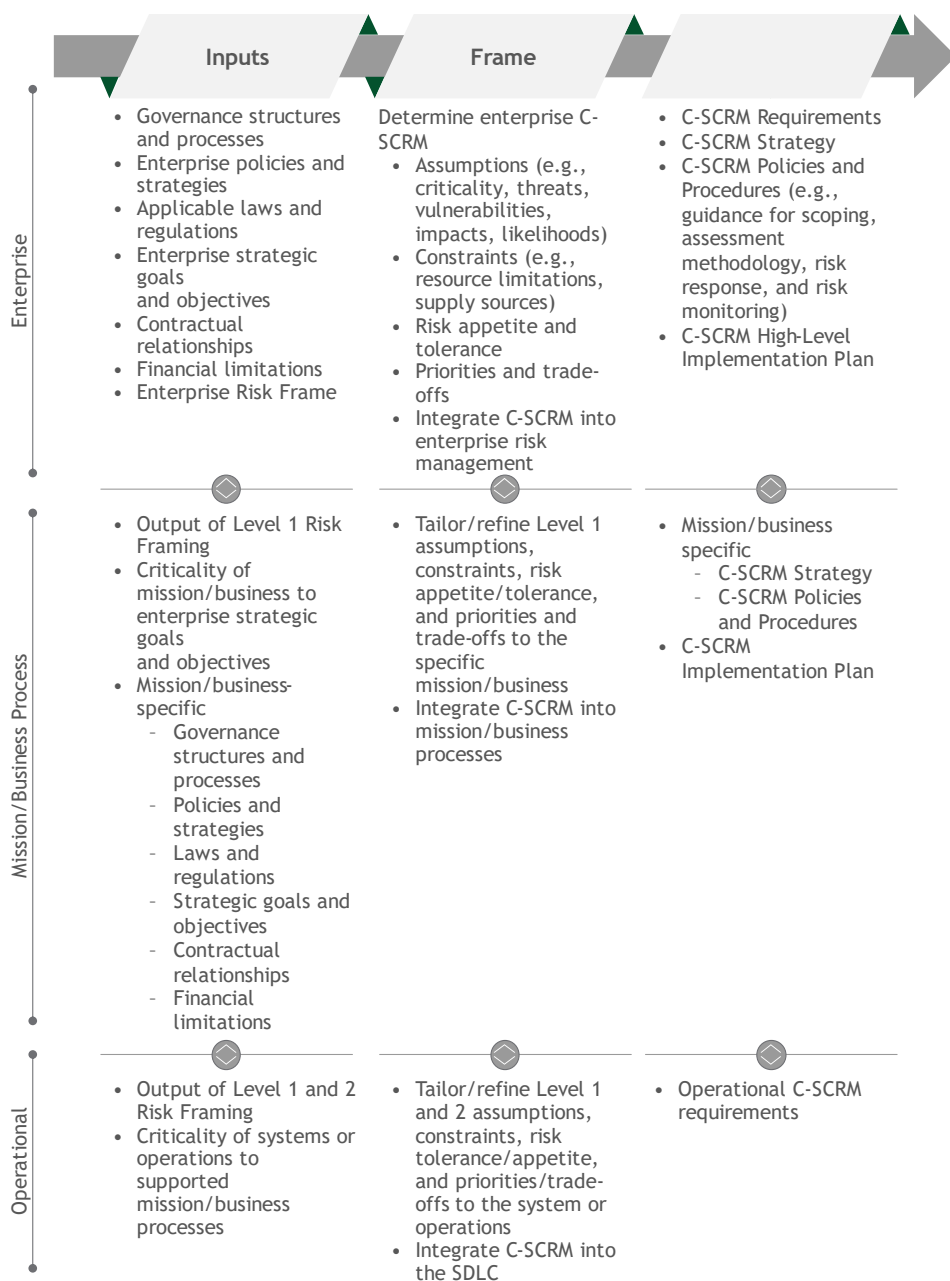 Inputs
Frame
Enterprise
• Governance structures
and processes
• Enterprise policies and
strategies
• Applicable laws and
regulations
• Enterprise strategic
goals
and objectives
• Contractual
relationships
• Financial limitations
• Enterprise Risk Frame
Determine enterprise C-
SCRM
• Assumptions (e.g.,
criticality, threats,
vulnerabilities,
impacts, likelihoods)
• Constraints (e.g.,
resource limitations,
supply sources)
• Risk appetite and
tolerance
• Priorities and trade-
offs
• Integrate C-SCRM into
enterprise risk
management
• C-SCRM Requirements
• C-SCRM Strategy
• C-SCRM Policies and
Procedures (e.g.,
guidance for scoping,
assessment
methodology, risk
response, and risk
monitoring)
• C-SCRM High-Level
Implementation Plan
Mission/Business Process
• Output of Level 1 Risk
Framing
• Criticality of
mission/business to
enterprise strategic
goals
and objectives
• Mission/business-
specific
- Governance
structures and
processes
- Policies and
strategies
- Laws and
regulations
- Strategic goals and
objectives
- Contractual
relationships
- Financial
limitations
• Tailor/refine Level 1
assumptions,
constraints, risk
appetite/tolerance,
and priorities and
trade-offs to the
specific
mission/business
• Integrate C-SCRM into
mission/business
processes
• Mission/business
specific
- C-SCRM Strategy
- C-SCRM Policies
and Procedures
• C-SCRM
Implementation Plan
Operational
• Output of Level 1 and 2
Risk Framing
• Criticality of systems or
operations to
supported
mission/business
processes
• Tailor/refine Level 1
and 2 assumptions,
constraints, risk
tolerance/appetite,
and priorities/trade-
offs to the system or
operations
• Integrate C-SCRM into
the SDLC
• Operational C-SCRM
requirements